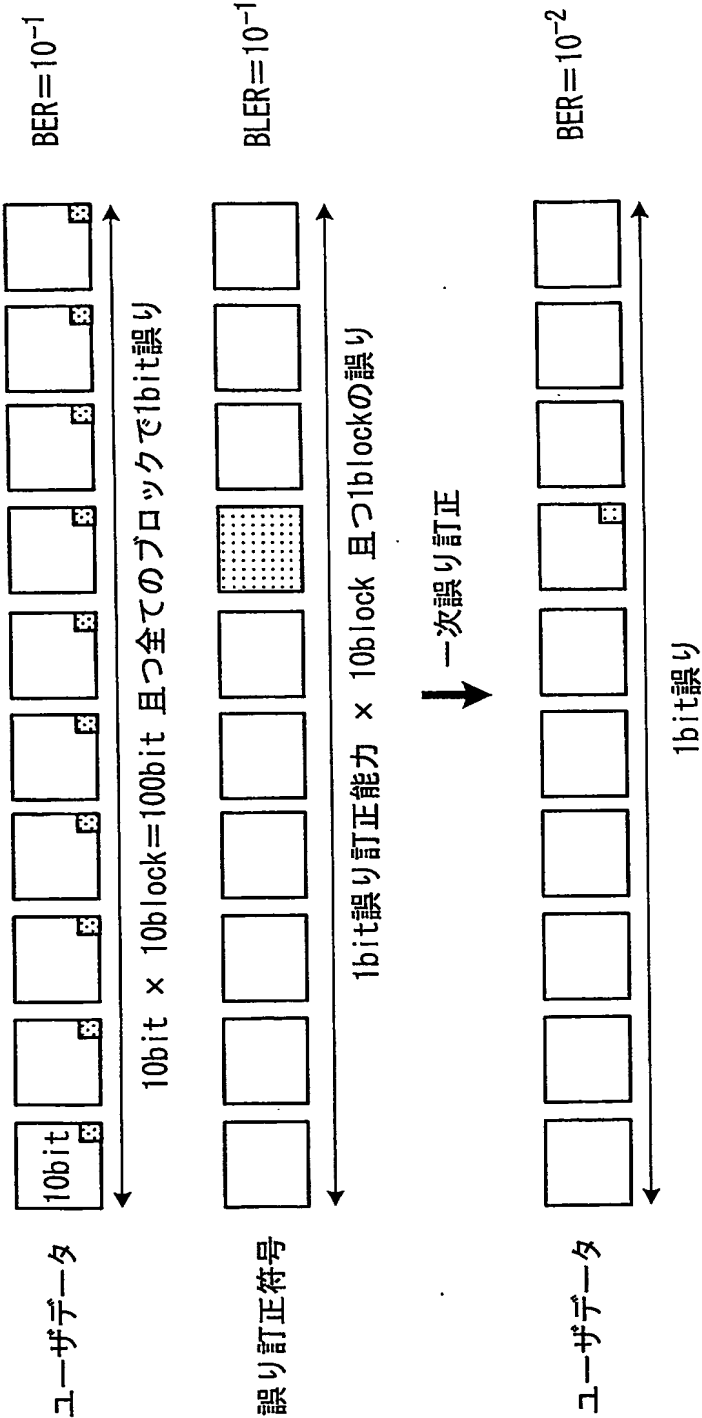 ユーザデータ
10bit
BER=10⁻¹
10bit × 10block=100bit 且つ全てのブロックで1bit誤り
誤り訂正符号
BLER=10⁻¹
1bit誤り訂正能力 × 10block 且つ1blockの誤り
一次誤り訂正
ユーザデータ
BER=10⁻²
1bit誤り